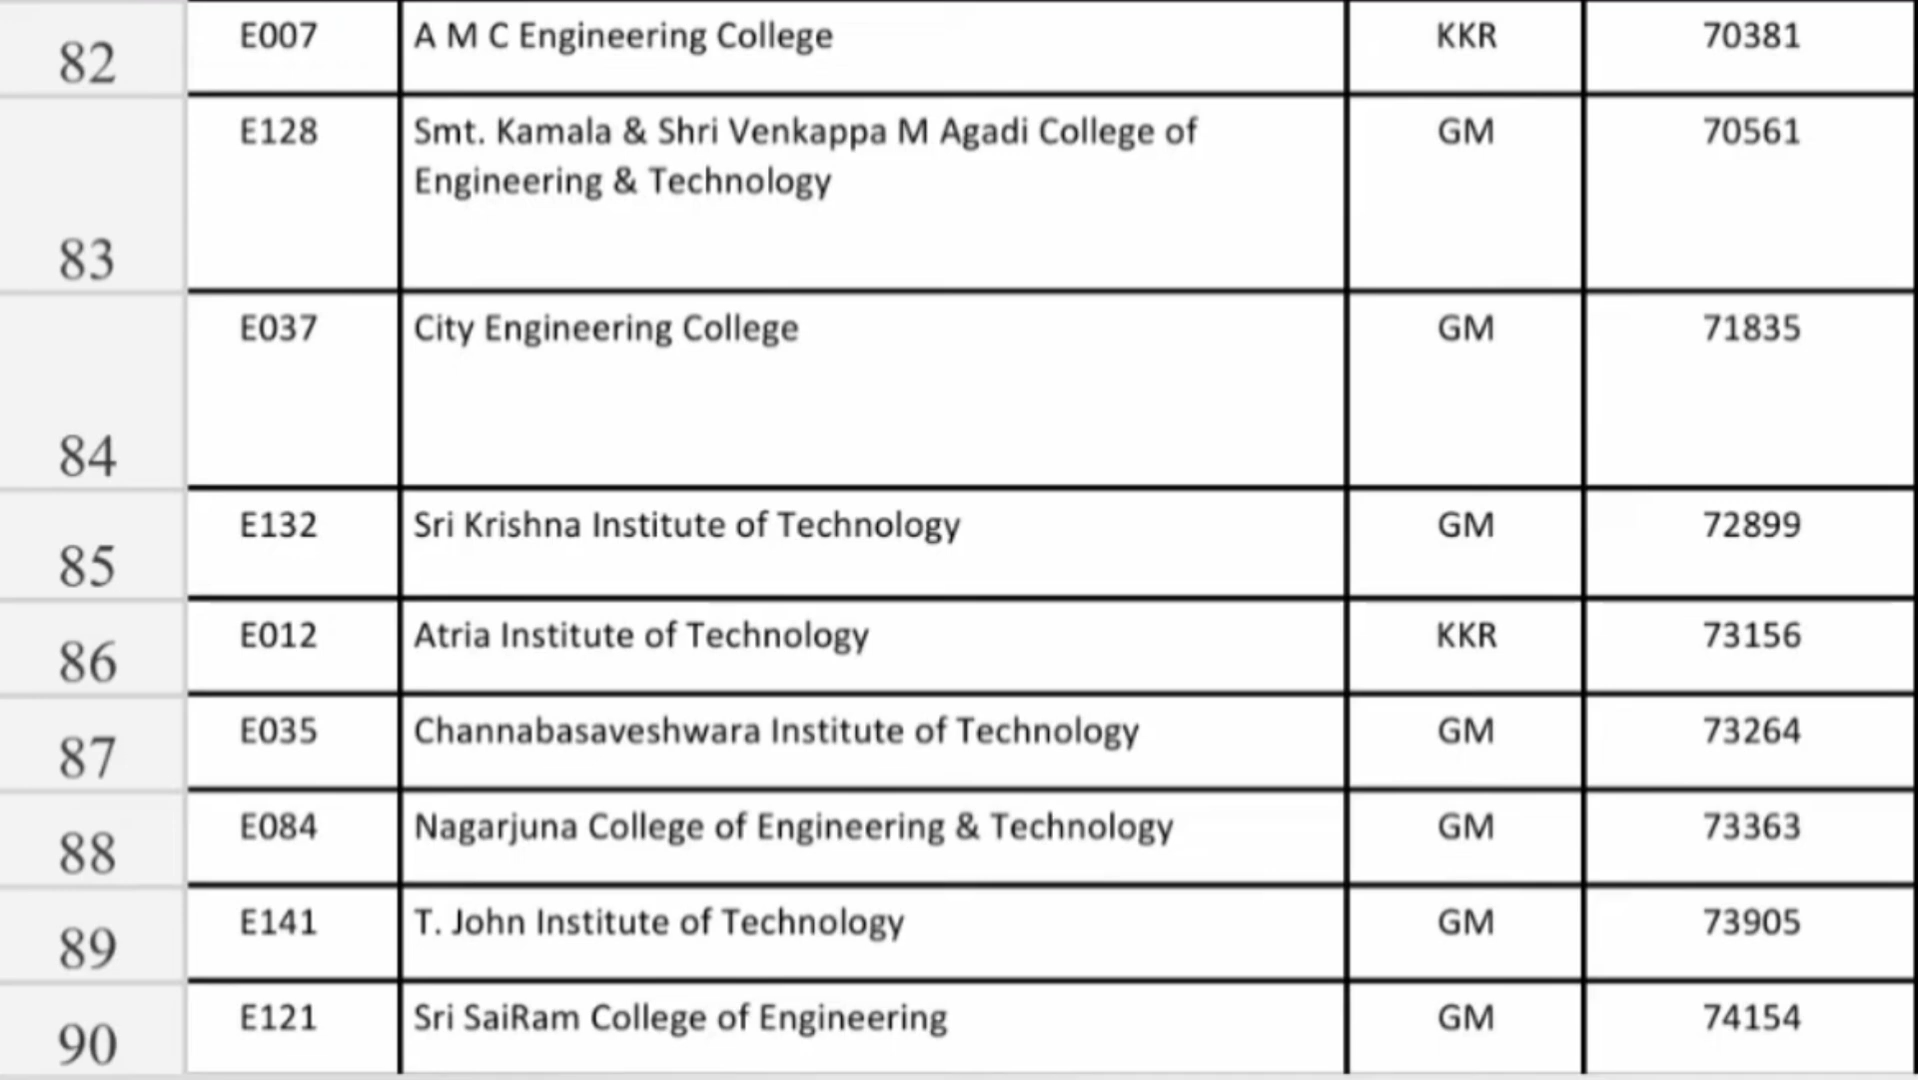 82 E007 A M C Engineering College KKR 70381
83 E128 Smt. Kamala & Shri Venkappa M Agadi College of GM 70561
Engineering & Technology
84 E037 City Engineering College GM 71835
85 E132 Sri Krishna Institute of Technology GM 72899
86 E012 Atria Institute of Technology KKR 73156
87 E035 Channabasaveshwara Institute of Technology GM 73264
88 E084 Nagarjuna College of Engineering & Technology GM 73363
89 E141 T. John Institute of Technology GM 73905
90 E121 Sri SaiRam College of Engineering GM 74154